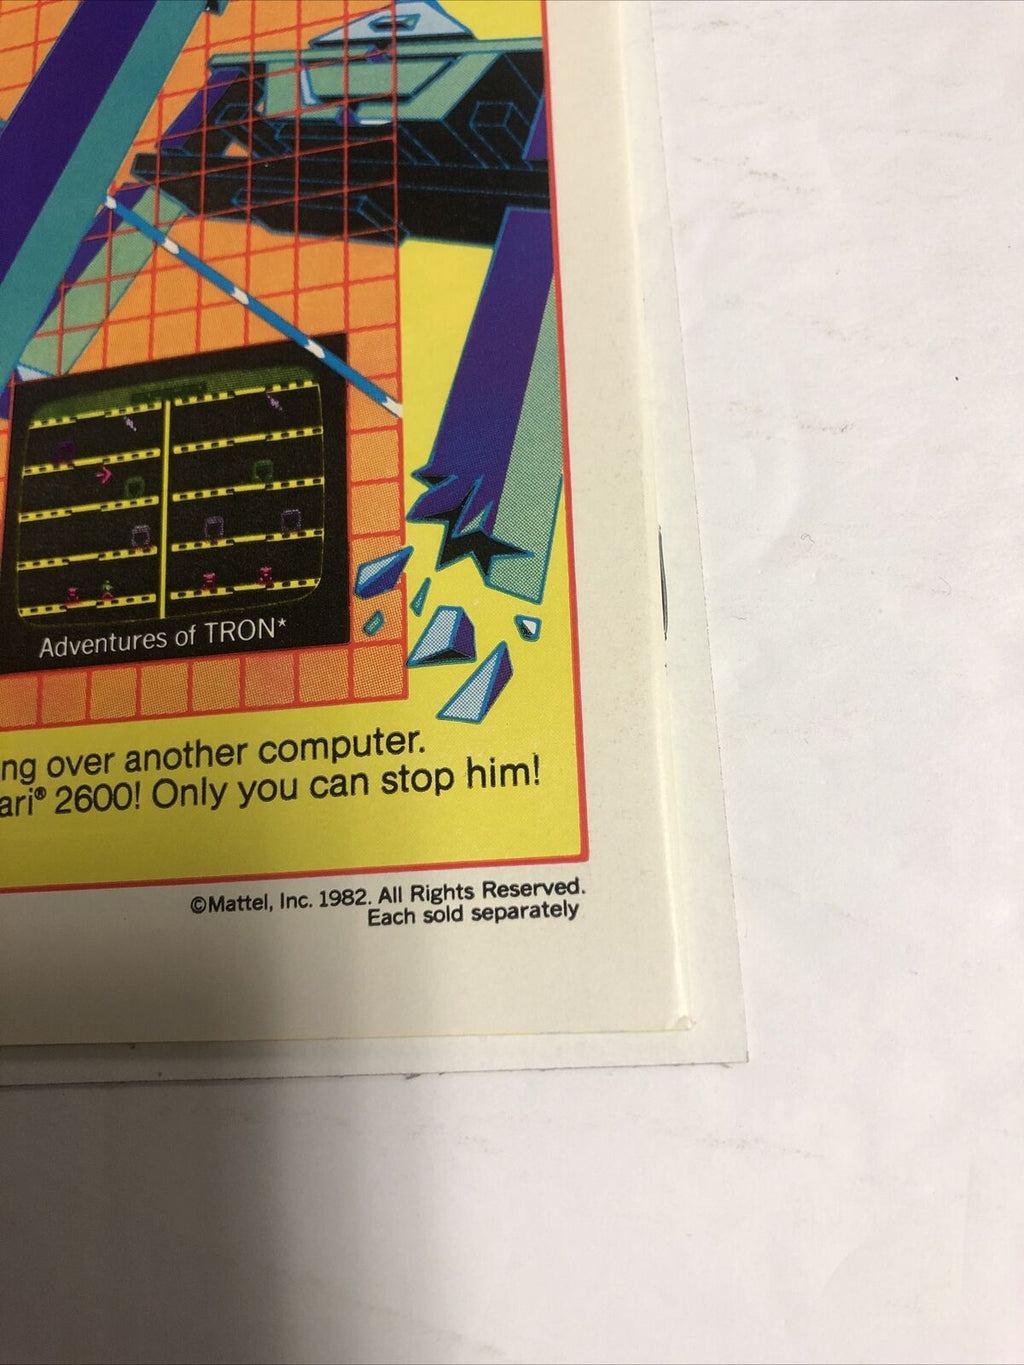 Adventures of TRON*
ng over another computer.
ari® 2600! Only you can stop him!
©Mattel, Inc. 1982. All Rights Reserved.
Each sold separately